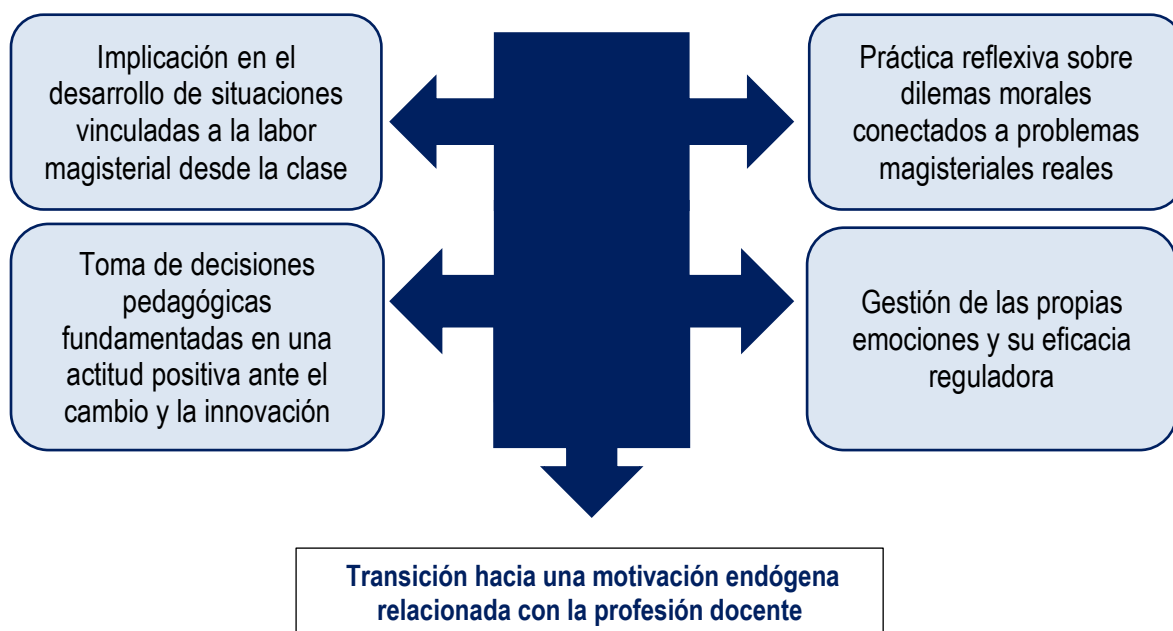 Implicación en el
desarrollo de situaciones
vinculadas a la labor
magisterial desde la clase
Práctica reflexiva sobre
dilemas morales
conectados a problemas
magisteriales reales
Toma de decisiones
pedagógicas
fundamentadas en una
actitud positiva ante el
cambio y la innovación
Gestión de las propias
emociones y su eficacia
reguladora
Transición hacia una motivación endógena
relacionada con la profesión docente